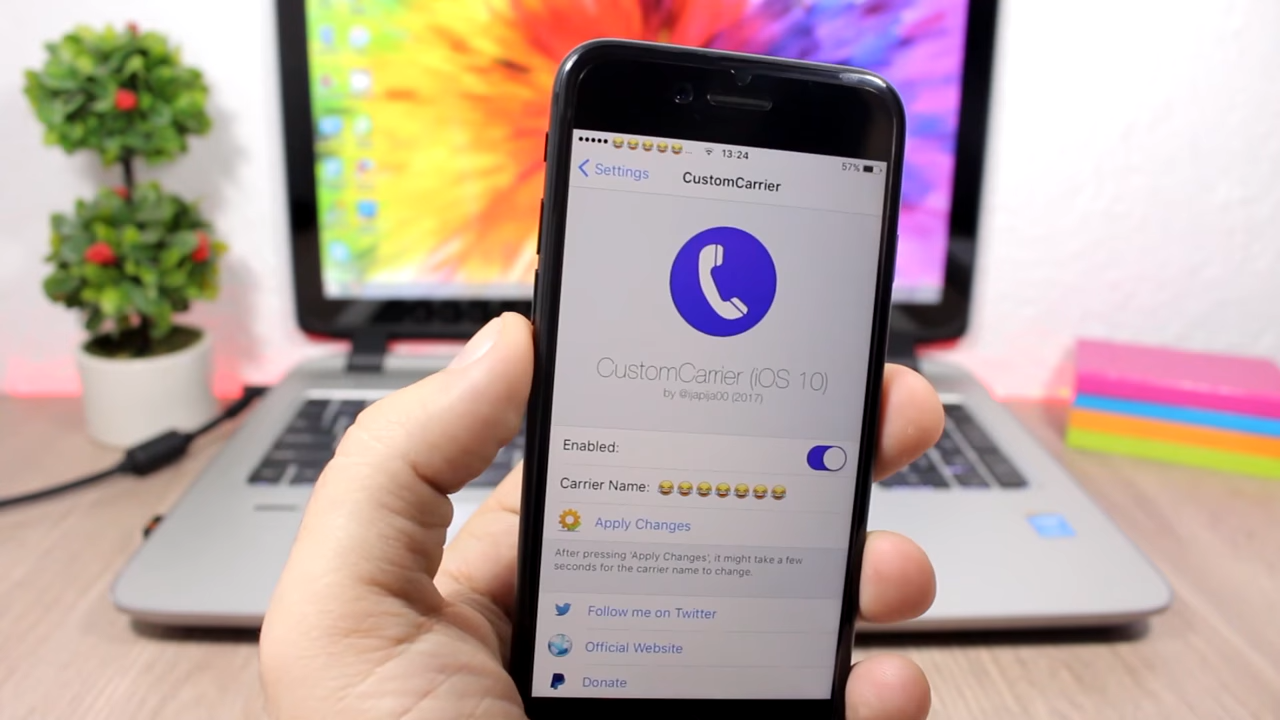 ●●●●● 😂😂😂😂😂... 13:24 57%
Settings
CustomCarrier
CustomCarrier (iOS 10)
by @ijapija00 (2017)
Enabled:
Carrier Name: 😂😂😂😂😂😂😂
Apply Changes
After pressing 'Apply Changes', it might take a few
seconds for the carrier name to change.
Follow me on Twitter
Official Website
Donate